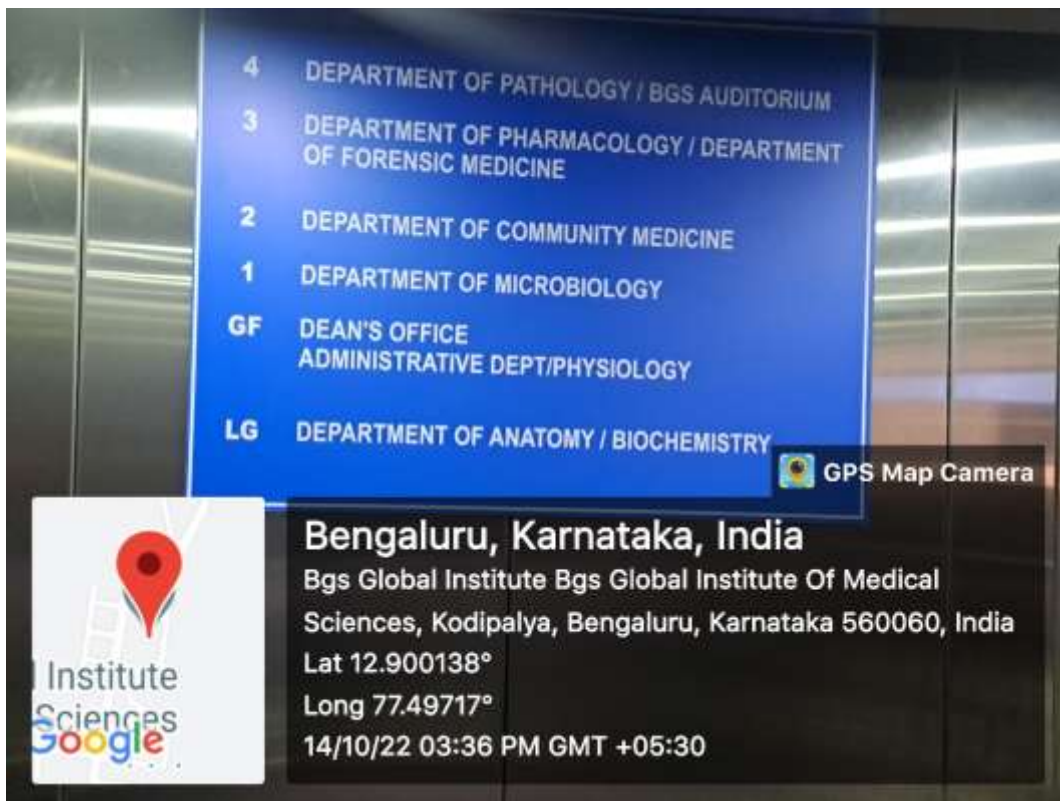 4 DEPARTMENT OF PATHOLOGY / BGS AUDITORIUM
3 DEPARTMENT OF PHARMACOLOGY / DEPARTMENT
OF FORENSIC MEDICINE
2 DEPARTMENT OF COMMUNITY MEDICINE
1 DEPARTMENT OF MICROBIOLOGY
GF DEAN'S OFFICE
ADMINISTRATIVE DEPT/PHYSIOLOGY
LG DEPARTMENT OF ANATOMY / BIOCHEMISTRY
GPS Map Camera
Bengaluru, Karnataka, India
Bgs Global Institute Bgs Global Institute Of Medical
Sciences, Kodipalya, Bengaluru, Karnataka 560060, India
Lat 12.900138°
Long 77.49717°
14/10/22 03:36 PM GMT +05:30
l Institute
Sciences
Google